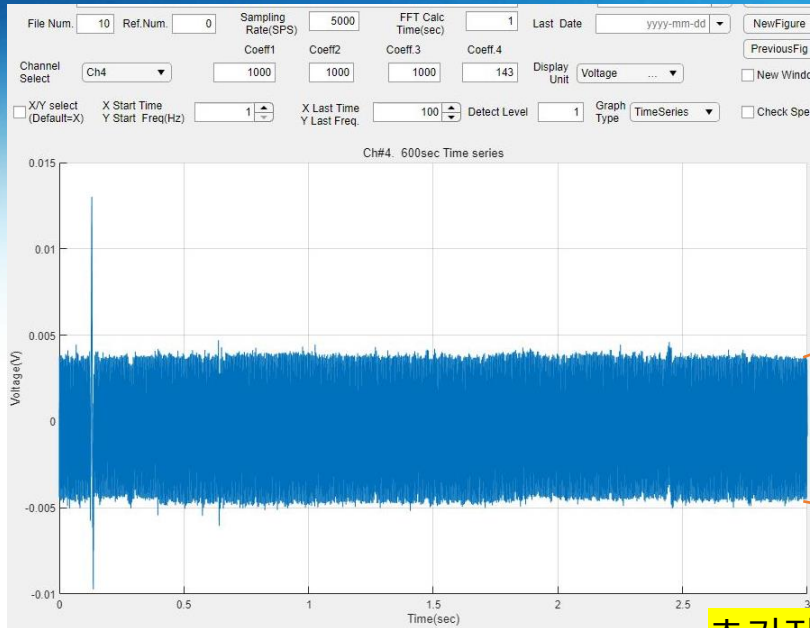 File Num. 10 Ref.Num. 0 Sampling Rate(SPS) 5000 FFT Calc Time(sec) 1 Last Date yyyy-mm-dd NewFigure
PreviousFig
Coeff1 Coeff2 Coeff.3 Coeff.4
Channel Select Ch4 1000 1000 1000 143 Display Unit Voltage ... New Windo
X/Y select (Default=X) X Start Time Y Start Freq(Hz) 1 X Last Time Y Last Freq. 100 Detect Level 1 Graph Type TimeSeries Check Spe
Ch#4. 600sec Time series
0.015
0.01
0.005
0
-0.005
-0.01
Voltage(V)
0 0.5 1 1.5 2 2.5 3
Time(sec)